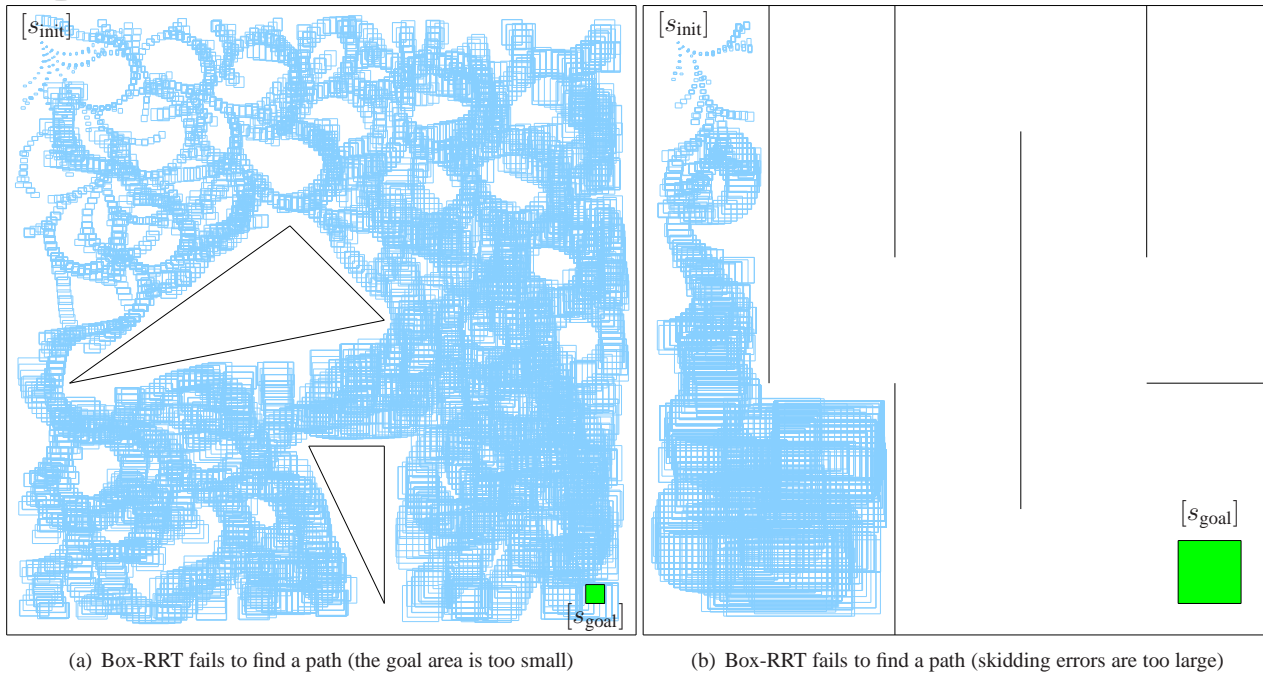 [s_init]
[s_init]
[s_goal]
[s_goal]
(a) Box-RRT fails to find a path (the goal area is too small)
(b) Box-RRT fails to find a path (skidding errors are too large)